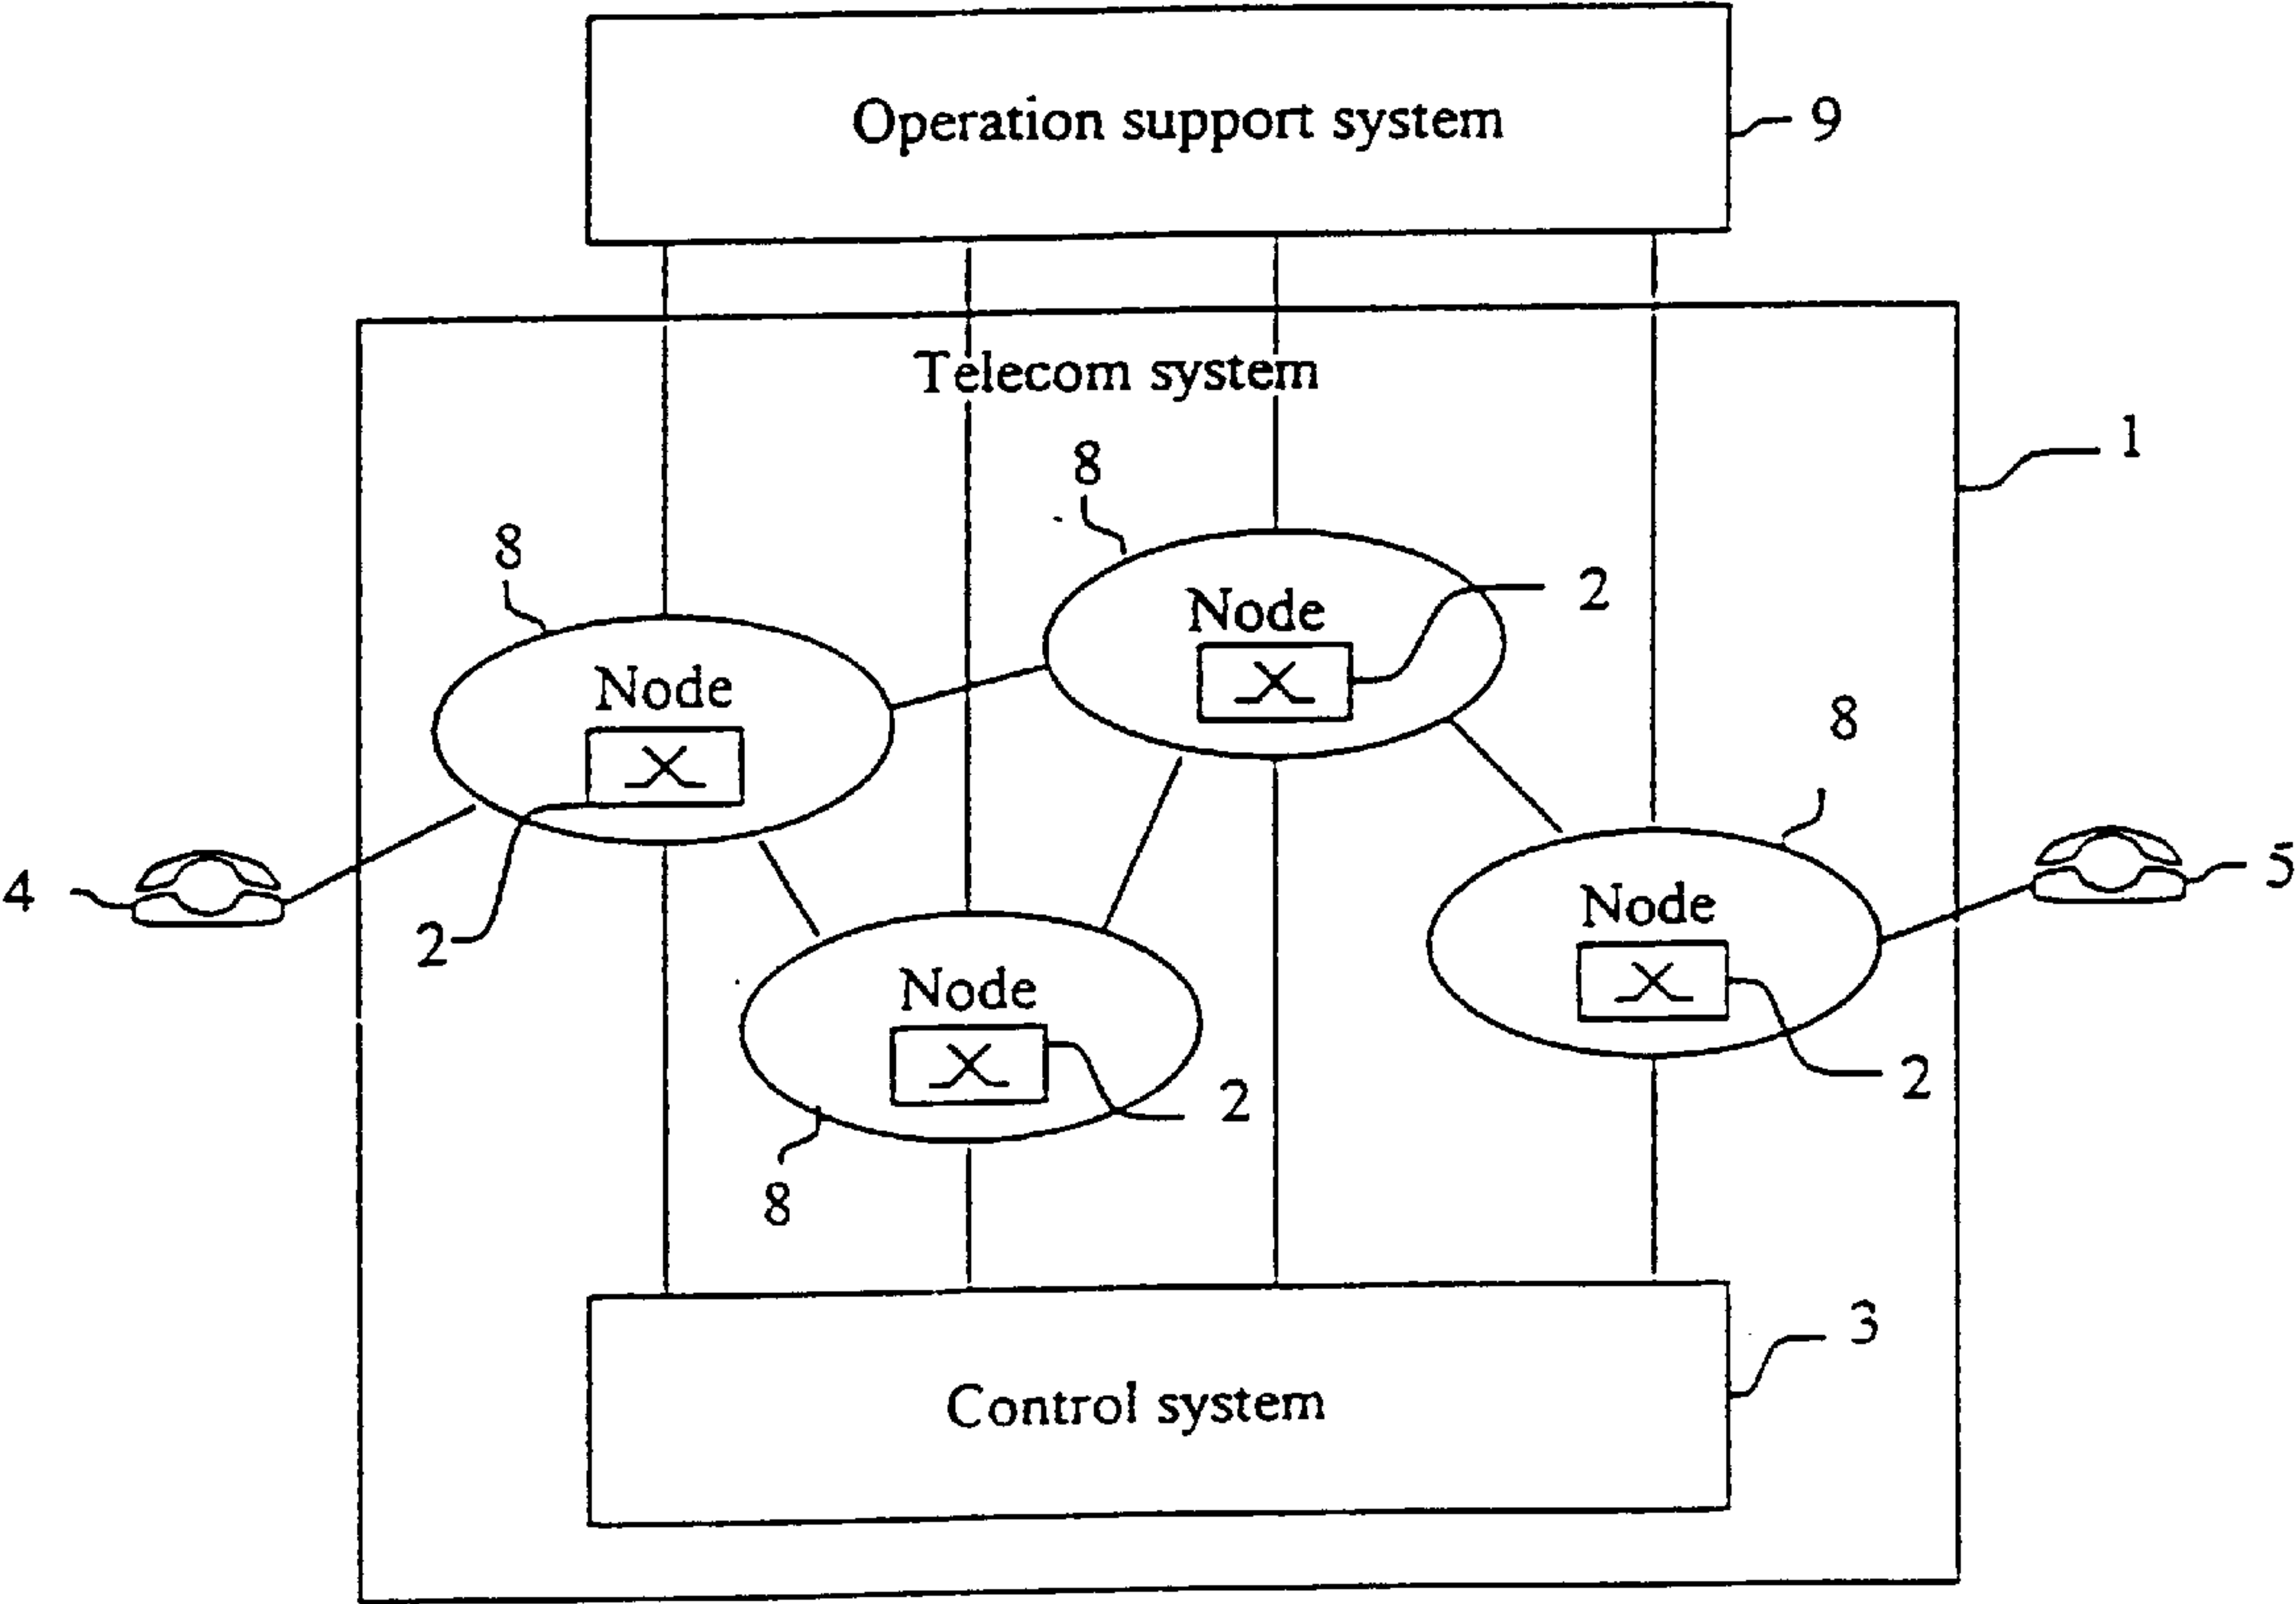 Operation support system
9
Telecom system
1
8
8
Node
2
Node
8
4
2
Node
5
Node
2
2
8
3
Control system